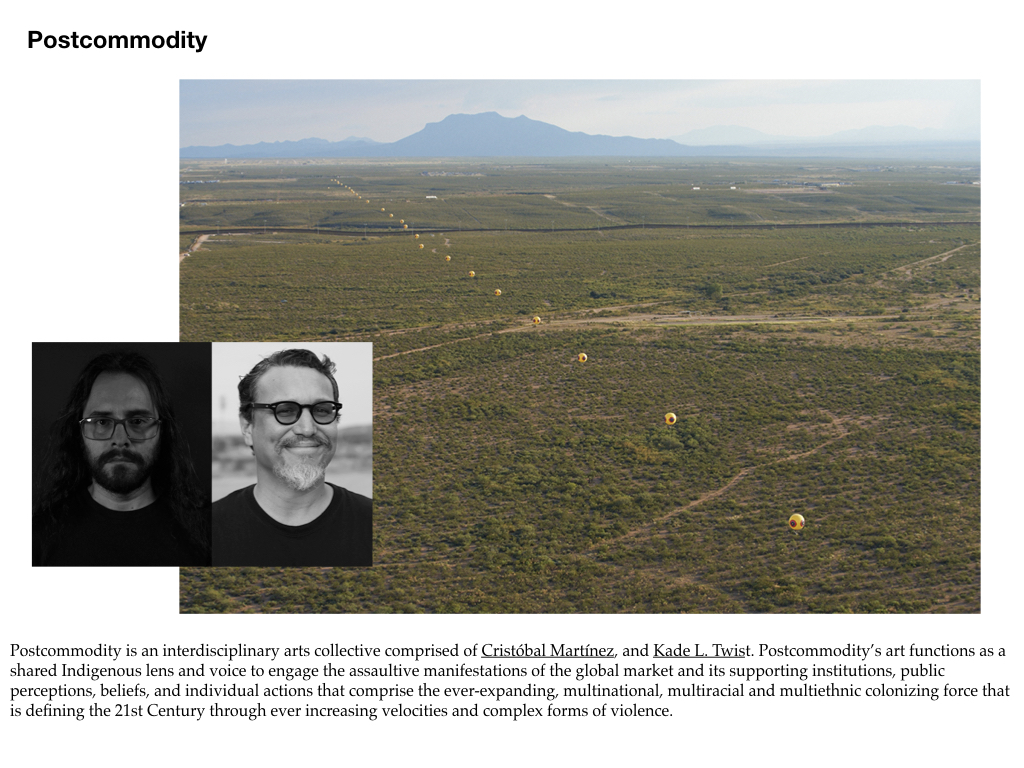 Postcommodity
Postcommodity is an interdisciplinary arts collective comprised of Cristóbal Martínez, and Kade L. Twist. Postcommodity’s art functions as a
shared Indigenous lens and voice to engage the assaultive manifestations of the global market and its supporting institutions, public
perceptions, beliefs, and individual actions that comprise the ever-expanding, multinational, multiracial and multiethnic colonizing force that
is defining the 21st Century through ever increasing velocities and complex forms of violence.